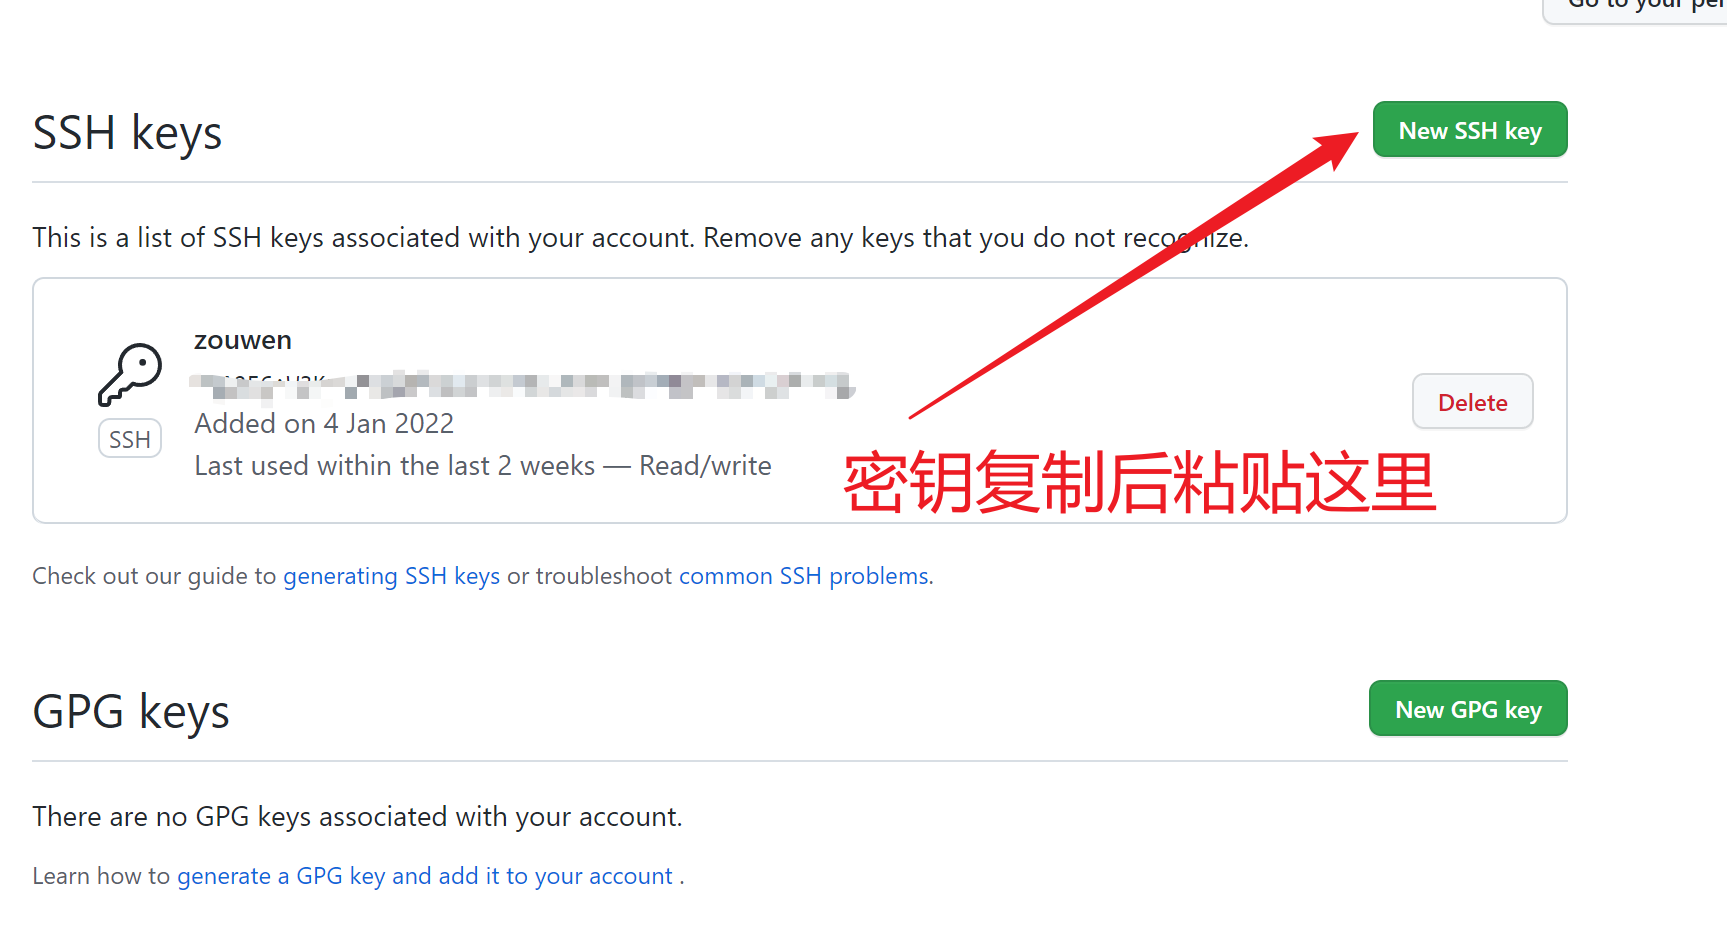 Go to your per
SSH keys
New SSH key
This is a list of SSH keys associated with your account. Remove any keys that you do not recognize.
zouwen
Added on 4 Jan 2022
Last used within the last 2 weeks — Read/write
SSH
Delete
密钥复制后粘贴这里
Check out our guide to generating SSH keys or troubleshoot common SSH problems.
GPG keys
New GPG key
There are no GPG keys associated with your account.
Learn how to generate a GPG key and add it to your account .